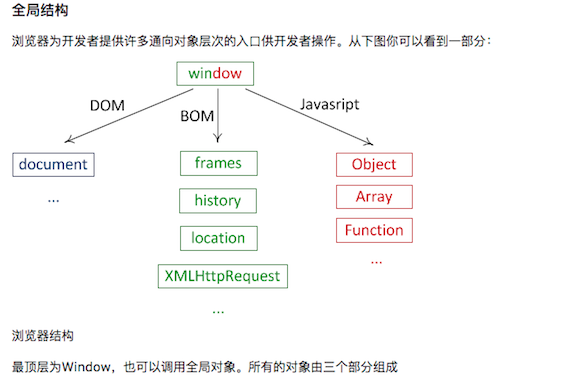 全局结构
浏览器为开发者提供许多通向对象层次的入口供开发者操作。从下图你可以看到一部分：
window
DOM
BOM
Javasript
document
frames
Object
...
history
Array
location
Function
XMLHttpRequest
...
...
浏览器结构
最顶层为Window，也可以调用全局对象。所有的对象由三个部分组成